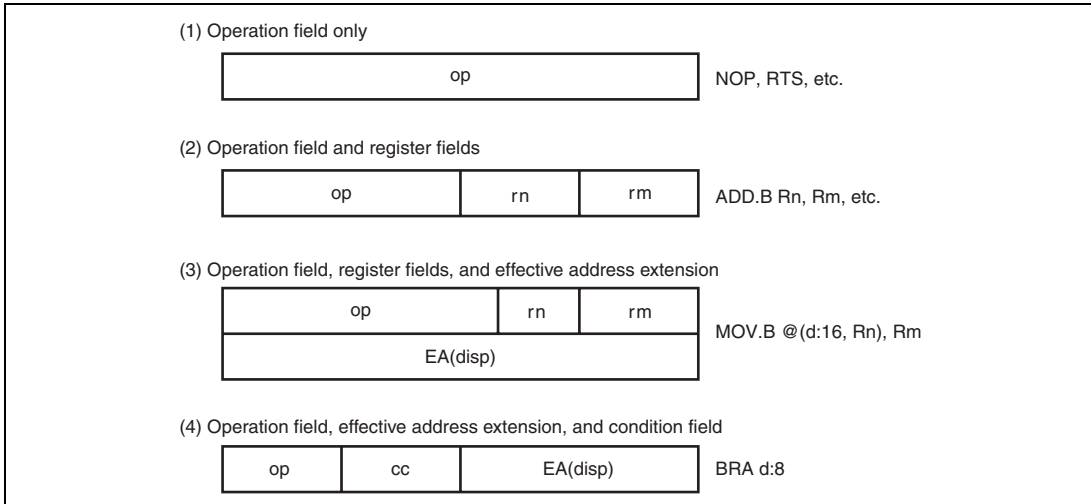 (1) Operation field only
op
NOP, RTS, etc.
(2) Operation field and register fields
op rn rm
ADD.B Rn, Rm, etc.
(3) Operation field, register fields, and effective address extension
op rn rm
EA(disp)
MOV.B @(d:16, Rn), Rm
(4) Operation field, effective address extension, and condition field
op cc EA(disp)
BRA d:8